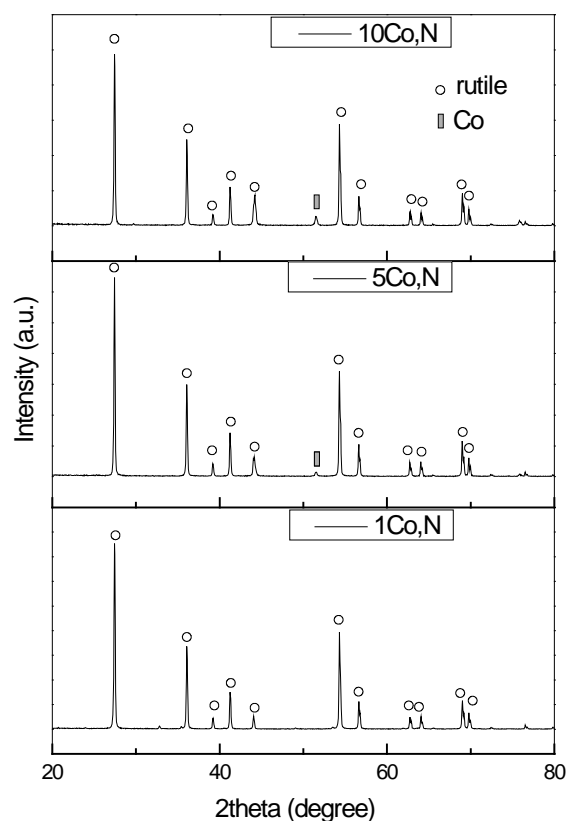 10Co,N
rutile
Co
5Co,N
1Co,N
Intensity (a.u.)
20 40 60 80
2theta (degree)